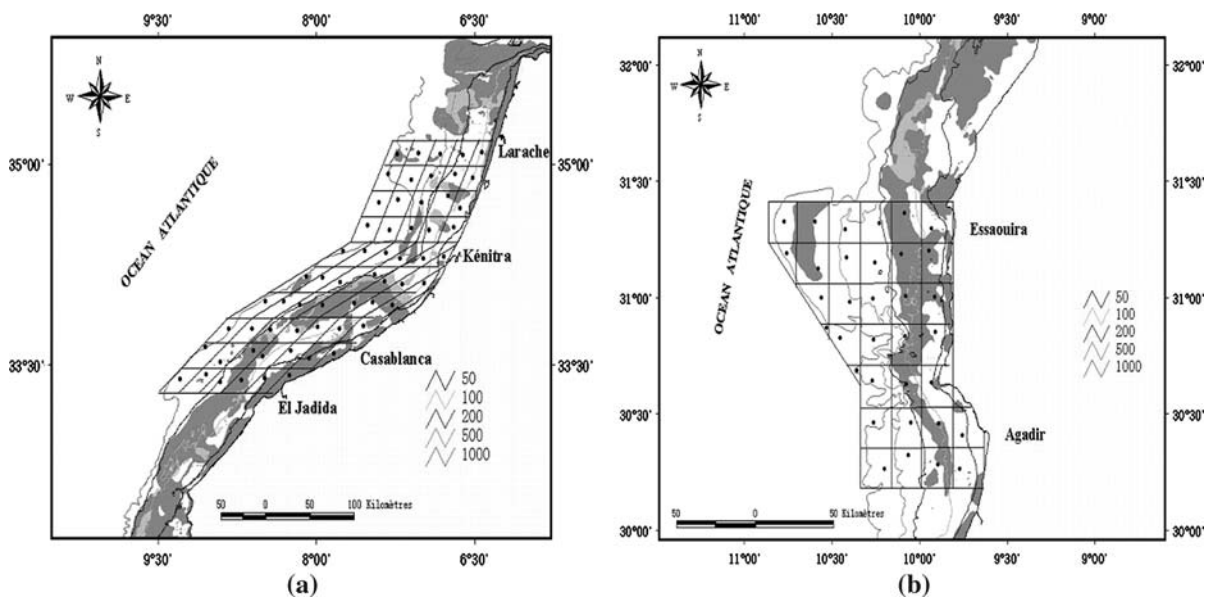 9°30' 8°00' 6°30'
N
W E
S
OCEAN ATLANTIQUE
35°00' 35°00'
Larache
Kénitra
33°30' 33°30'
Casablanca
El Jadida
50
100
200
500
1000
50 0 50 100 Kilomètres
9°30' 8°00' 6°30'
(a)
11°00' 10°30' 10°00' 9°30' 9°00'
32°00' 32°00'
N
W E
S
31°30' 31°30'
Essaouira
OCEAN ATLANTIQUE
31°00' 31°00'
50
100
200
500
1000
30°30' 30°30'
Agadir
50 0 50 Kilomètres
30°00' 30°00'
11°00' 10°30' 10°00' 9°30' 9°00'
(b)